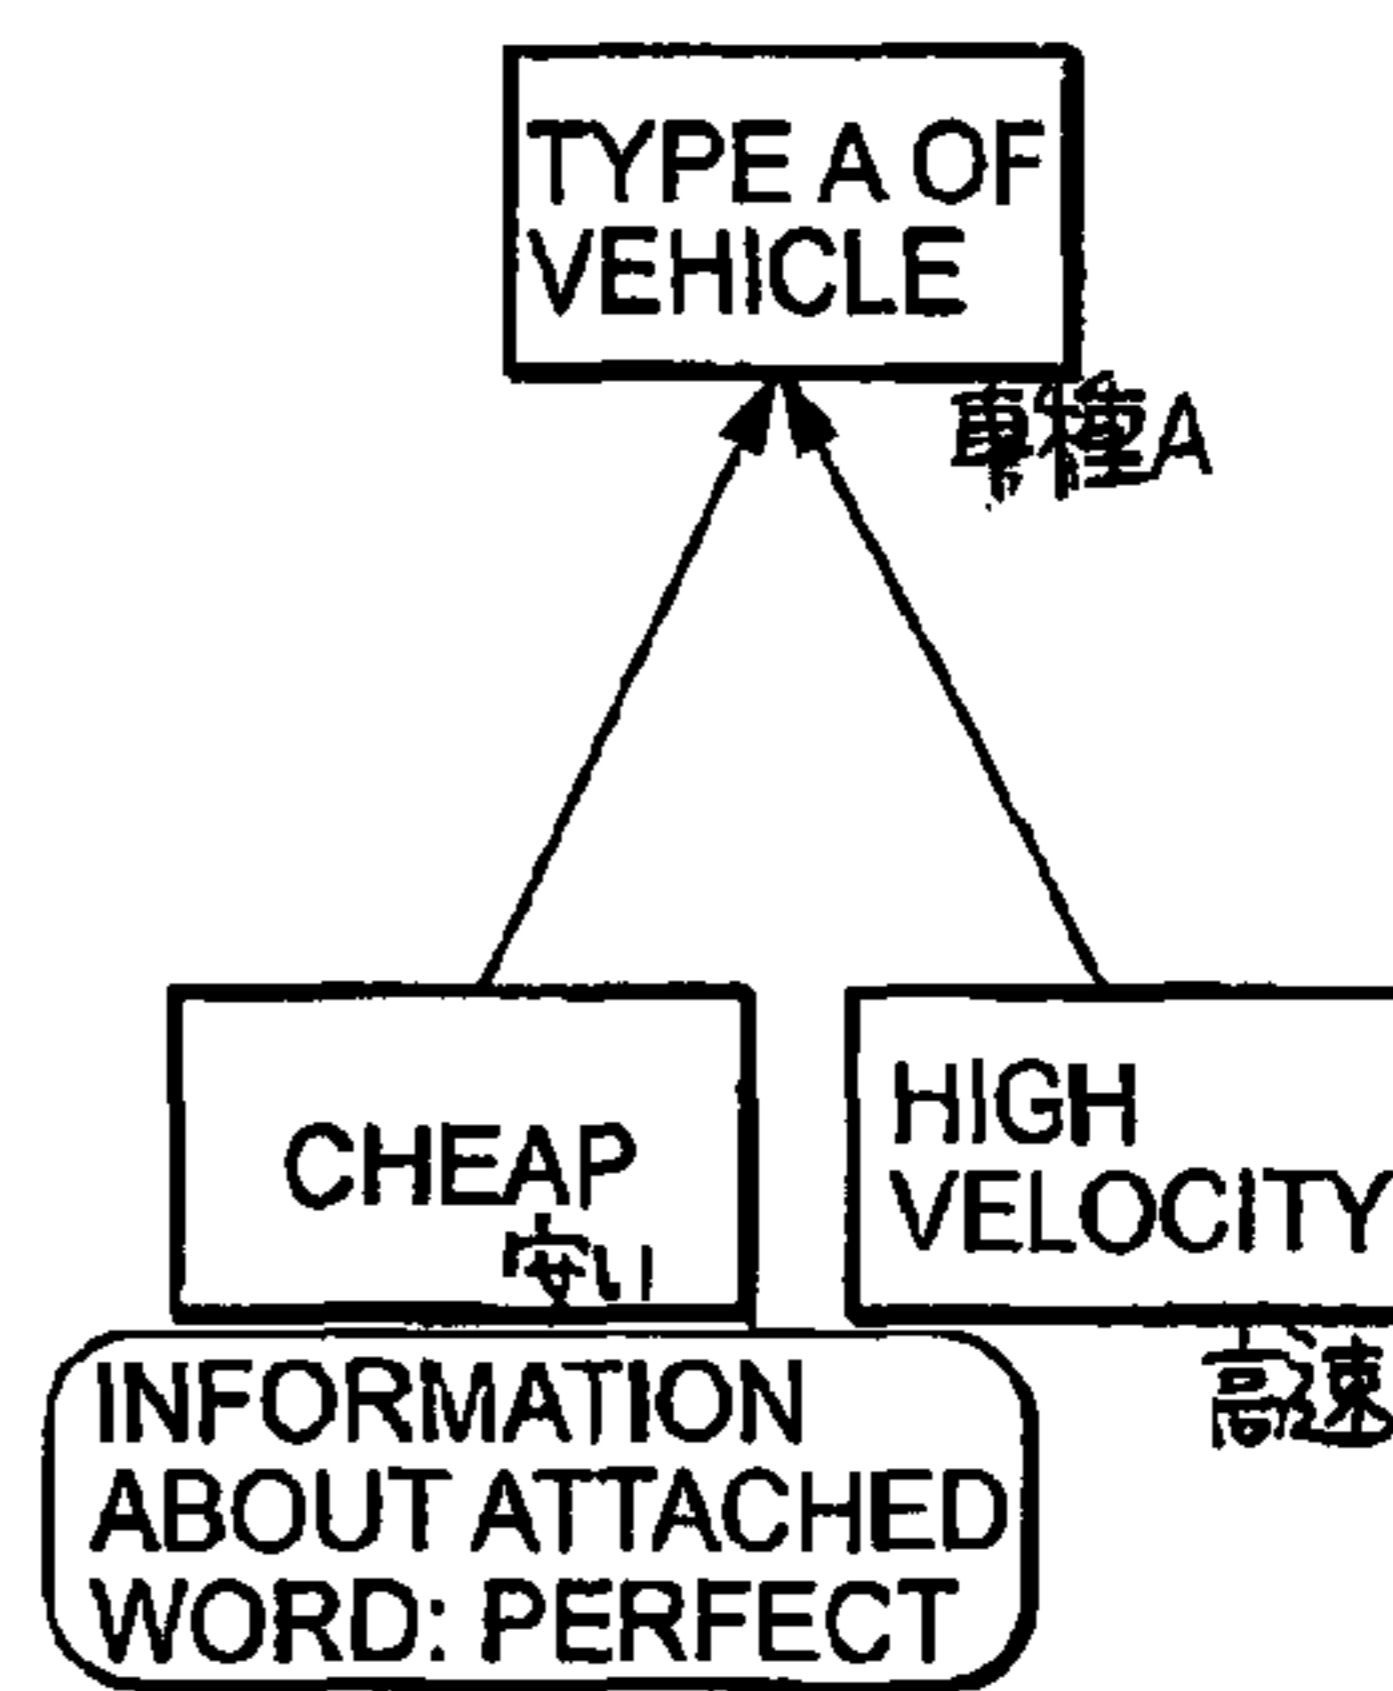 TYPE A OF
VEHICLE
車種A
CHEAP
安い
HIGH
VELOCITY
高速
INFORMATION
ABOUT ATTACHED
WORD: PERFECT